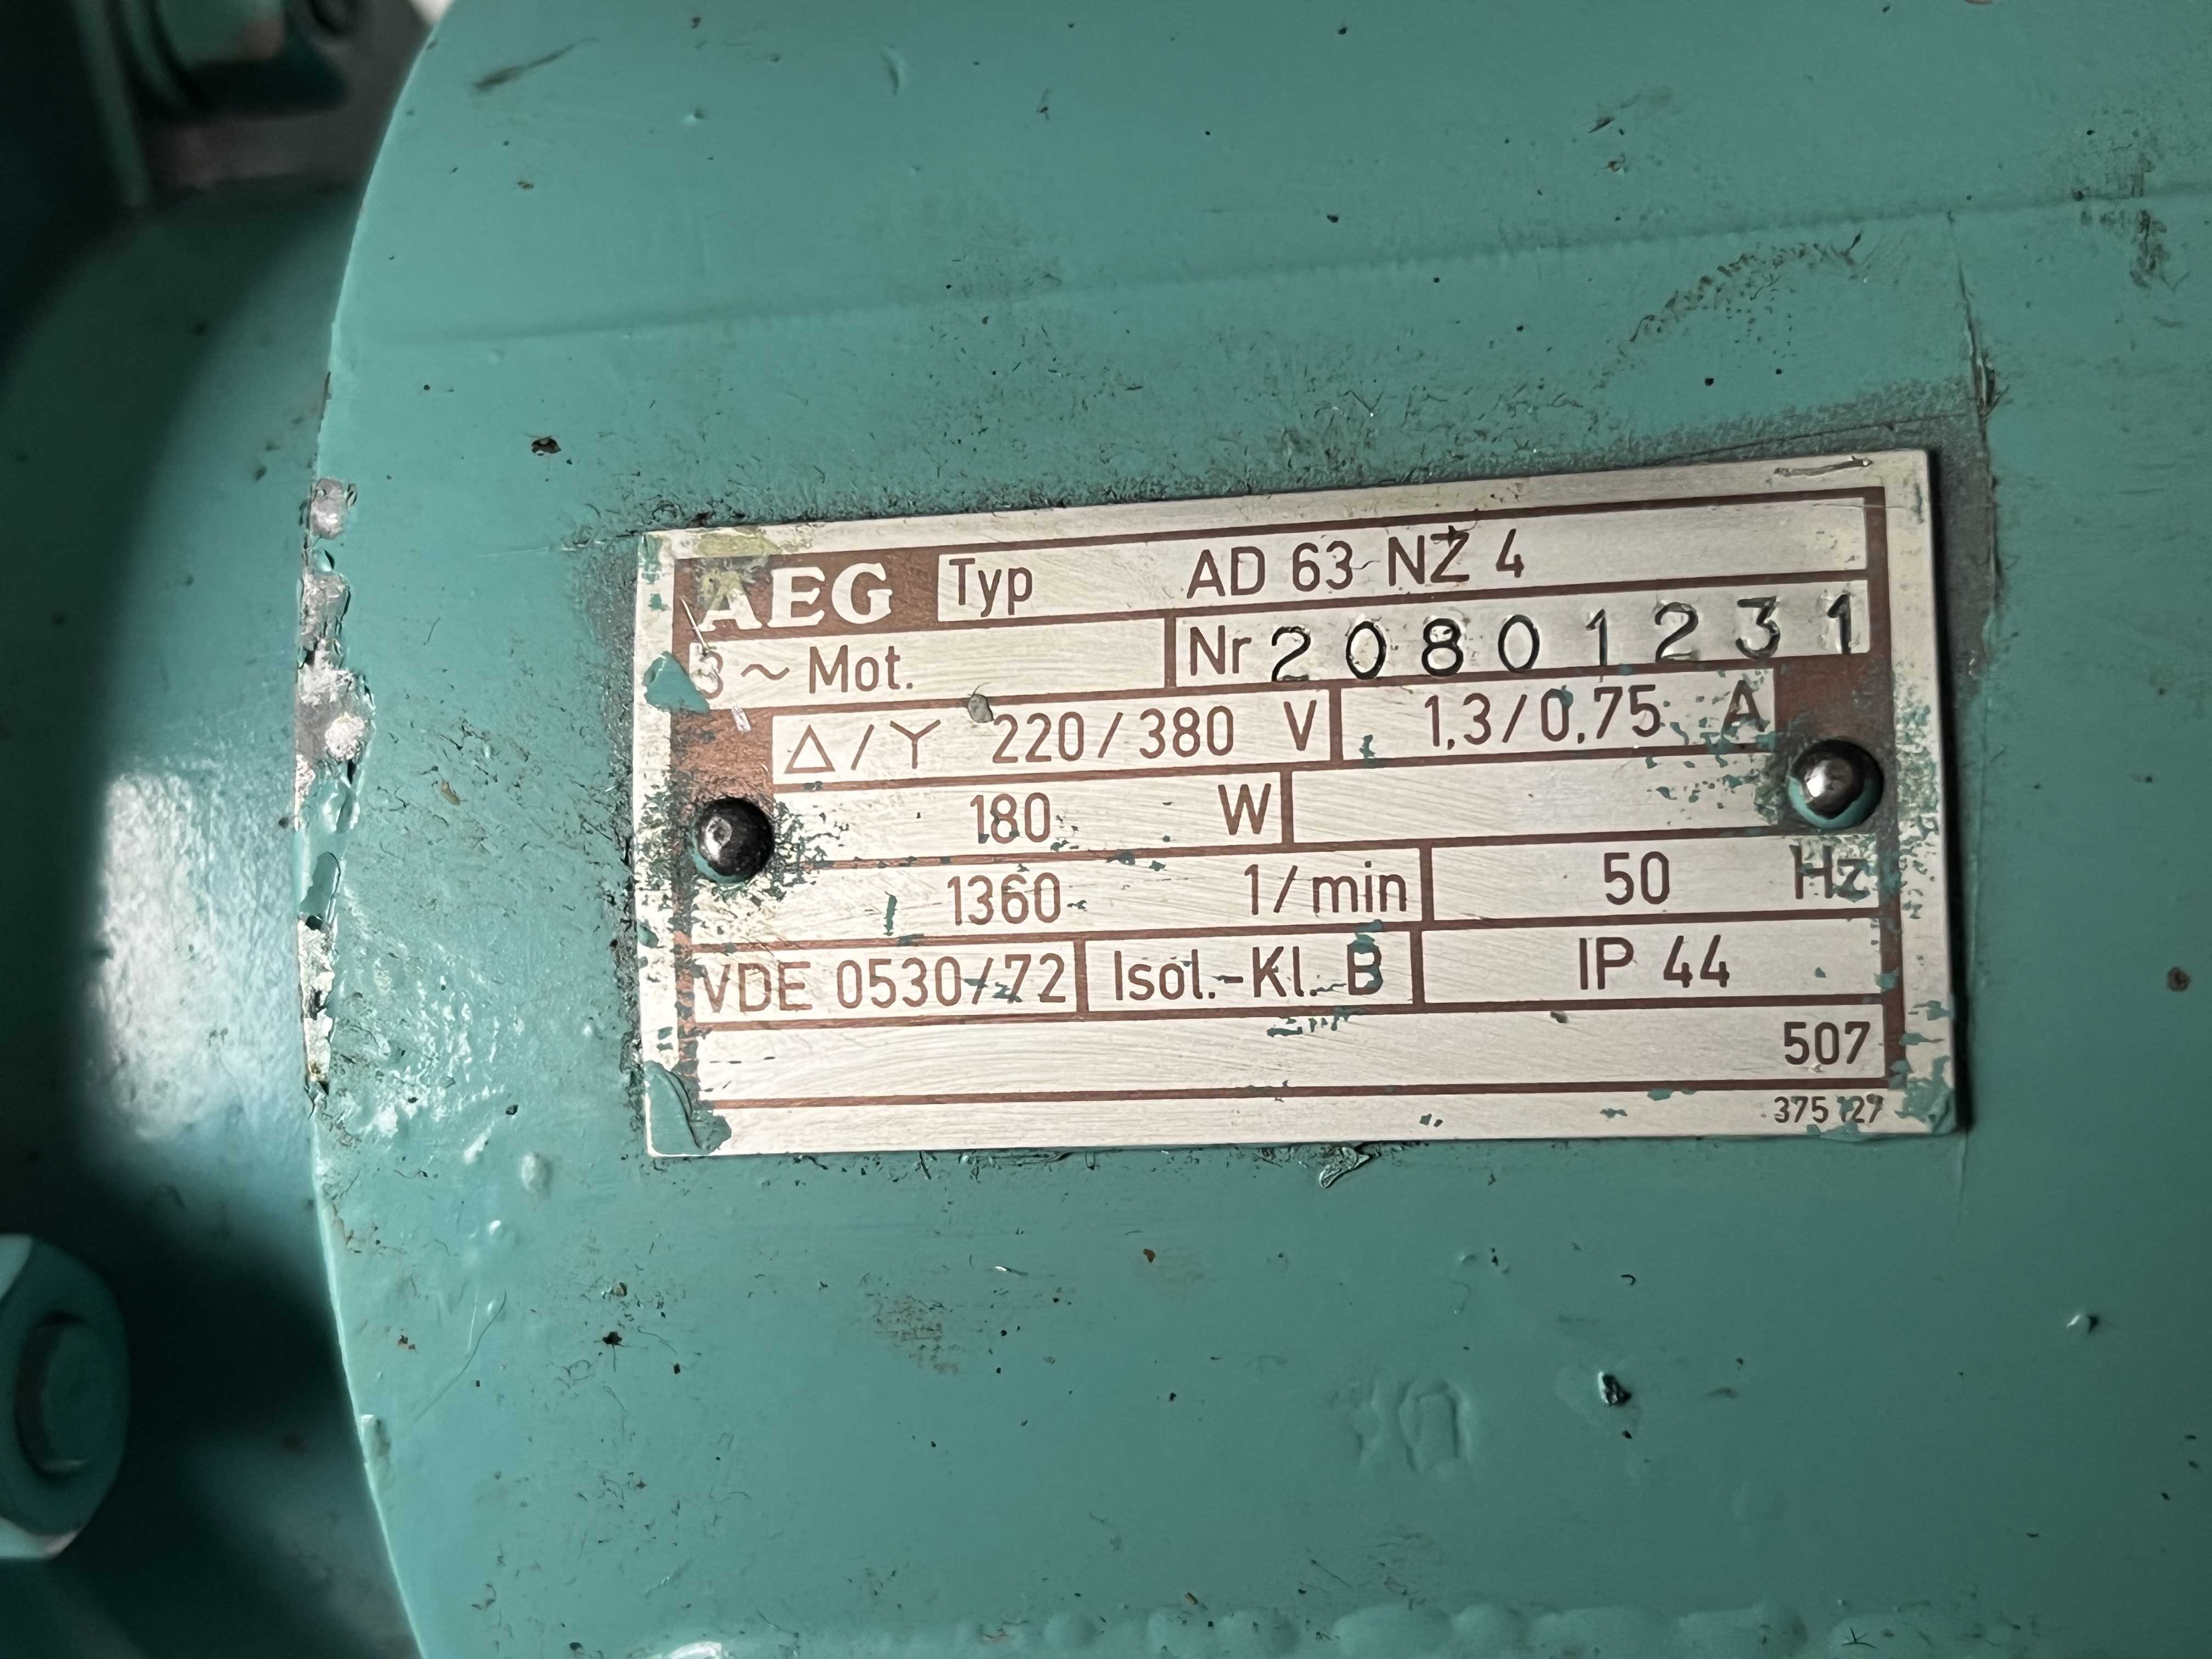 AEG Typ AD 63 NZ 4
3 ~ Mot. Nr 20801231
Δ / Y 220 / 380 V 1,3 / 0,75 A
180 W
1360 1/min 50 Hz
VDE 0530/72 Isol.-Kl. B IP 44
507
375 127